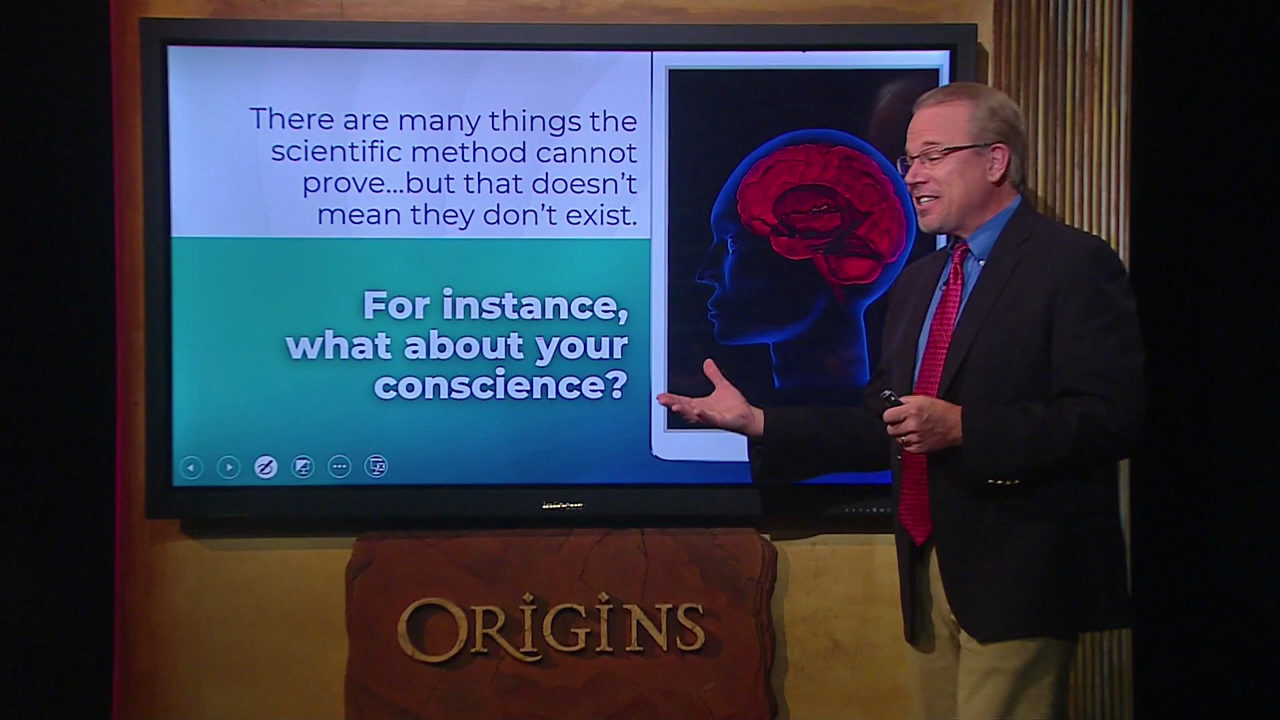 There are many things the
scientific method cannot
prove...but that doesn't
mean they don't exist.
For instance,
what about your
conscience?
ORIGINS